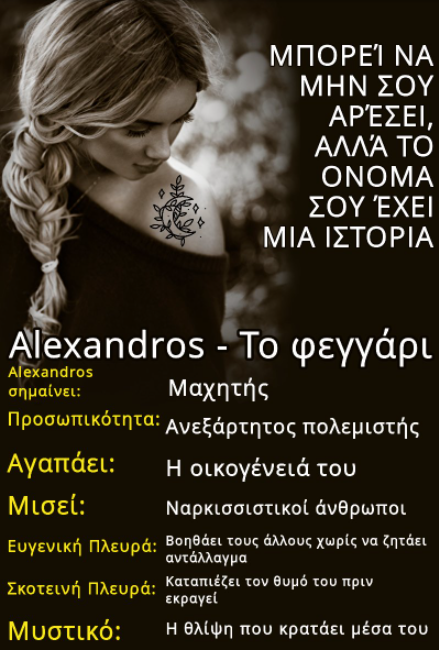 ΜΠΟΡΕΊ ΝΑ
ΜΗΝ ΣΟΥ
ΑΡΈΣΕΙ,
ΑΛΛΆ ΤΟ
ΟΝΟΜΑ
ΣΟΥ ΈΧΕΙ
ΜΙΑ ΙΣΤΟΡΙΑ
Alexandros - Το φεγγάρι
Alexandros
σημαίνει:
Μαχητής
Προσωπικότητα:
Ανεξάρτητος πολεμιστής
Αγαπάει:
Η οικογένειά του
Μισεί:
Ναρκισσιστικοί άνθρωποι
Ευγενική Πλευρά:
Βοηθάει τους άλλους χωρίς να ζητάει
αντάλλαγμα
Σκοτεινή Πλευρά:
Καταπιέζει τον θυμό του πριν
εκραγεί
Μυστικό:
Η θλίψη που κρατάει μέσα του